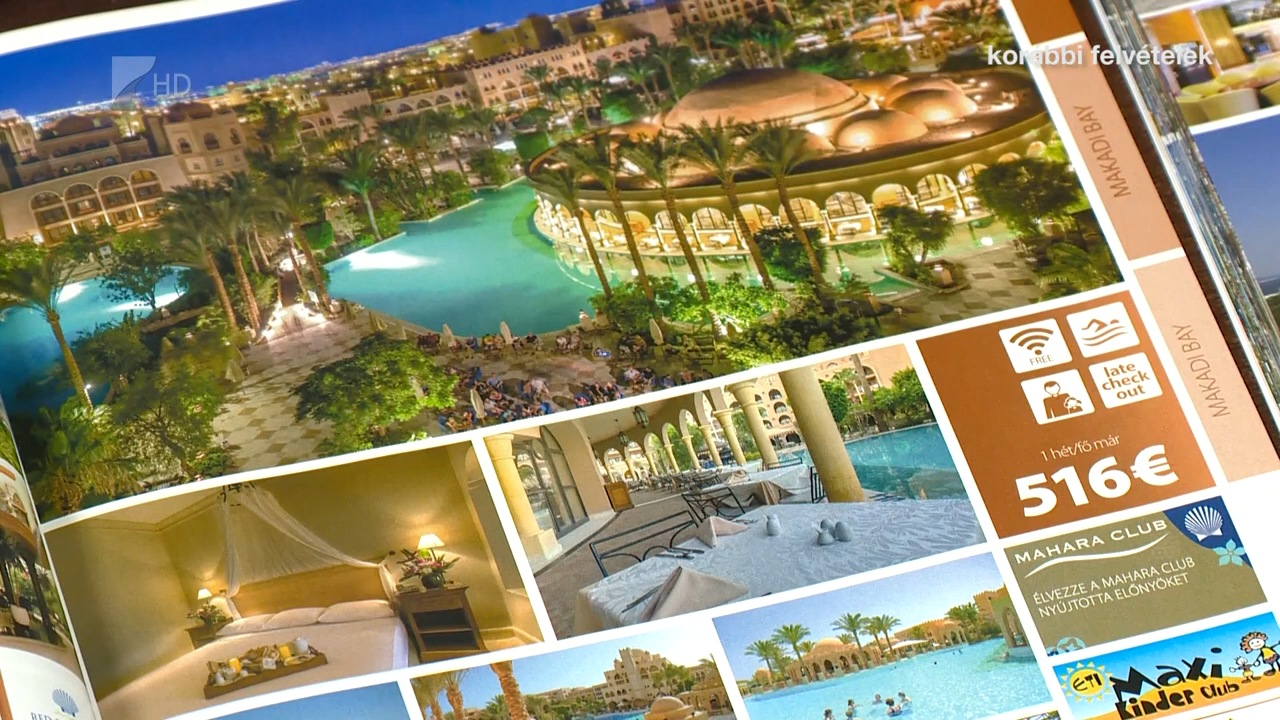 HD
korábbi felvételek
MAKADI BAY
MAKADI BAY
FREE
late
check
out
1 hét/fő már
516€
MAHARA CLUB
ÉLVEZZE A MAHARA CLUB
NYÚJTOTTA ELŐNYÖKET
ETI
Maxi
Kinder Club